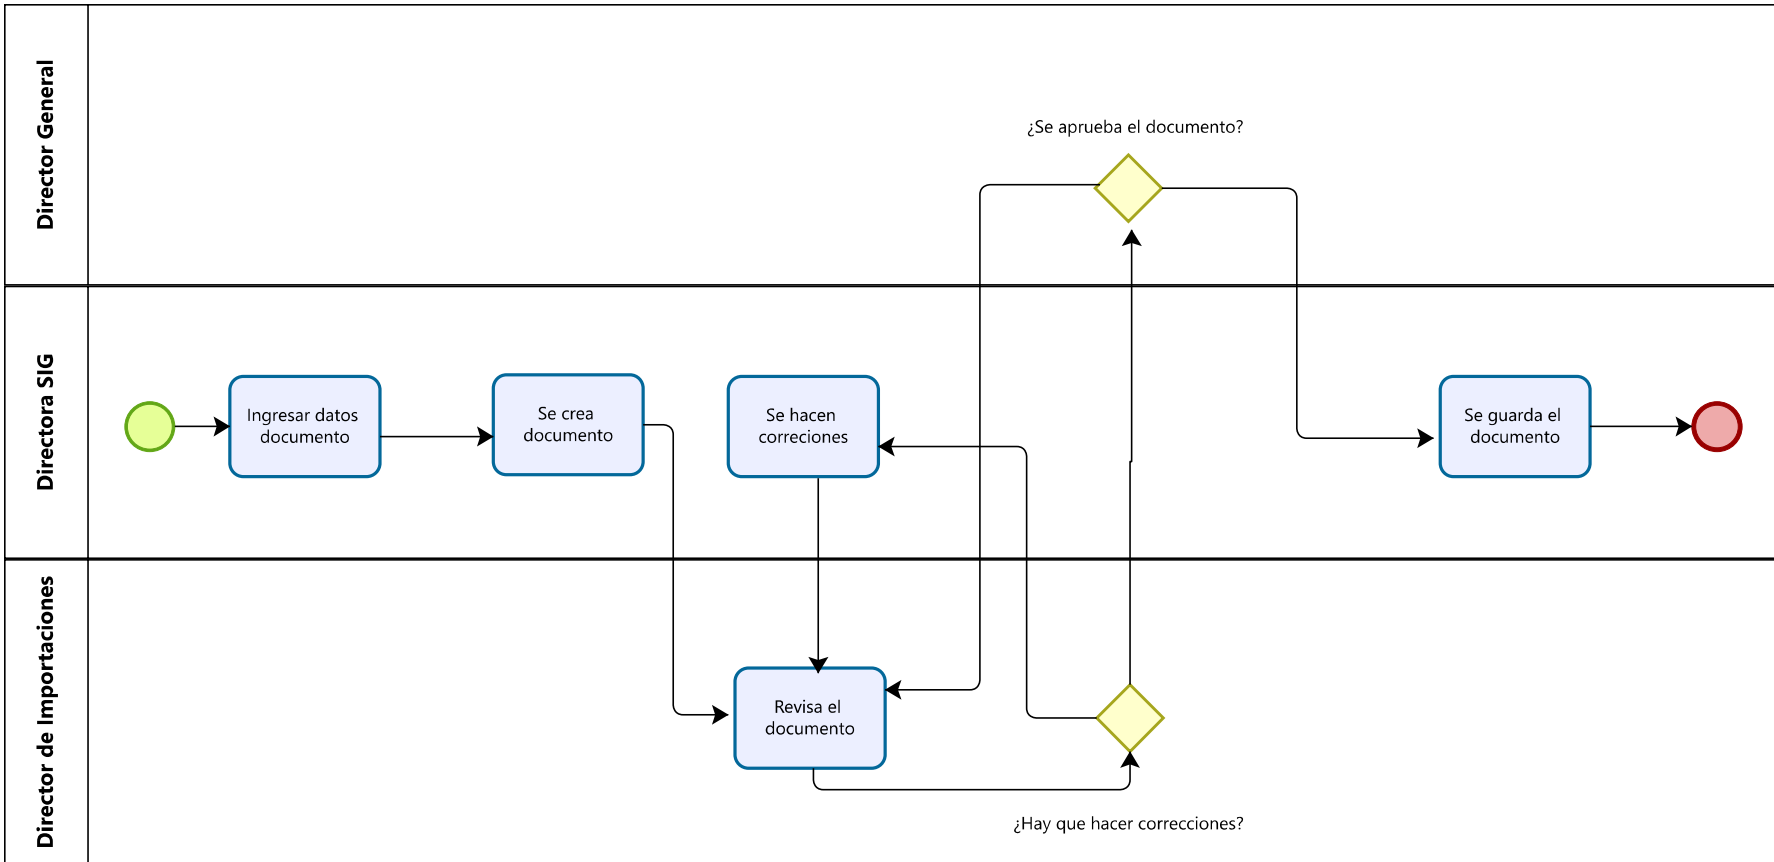 Director General
¿Se aprueba el documento?
Directora SIG
Ingresar datos
documento
Se crea
documento
Se hacen
correciones
Se guarda el
documento
Director de Importaciones
Revisa el
documento
¿Hay que hacer correcciones?